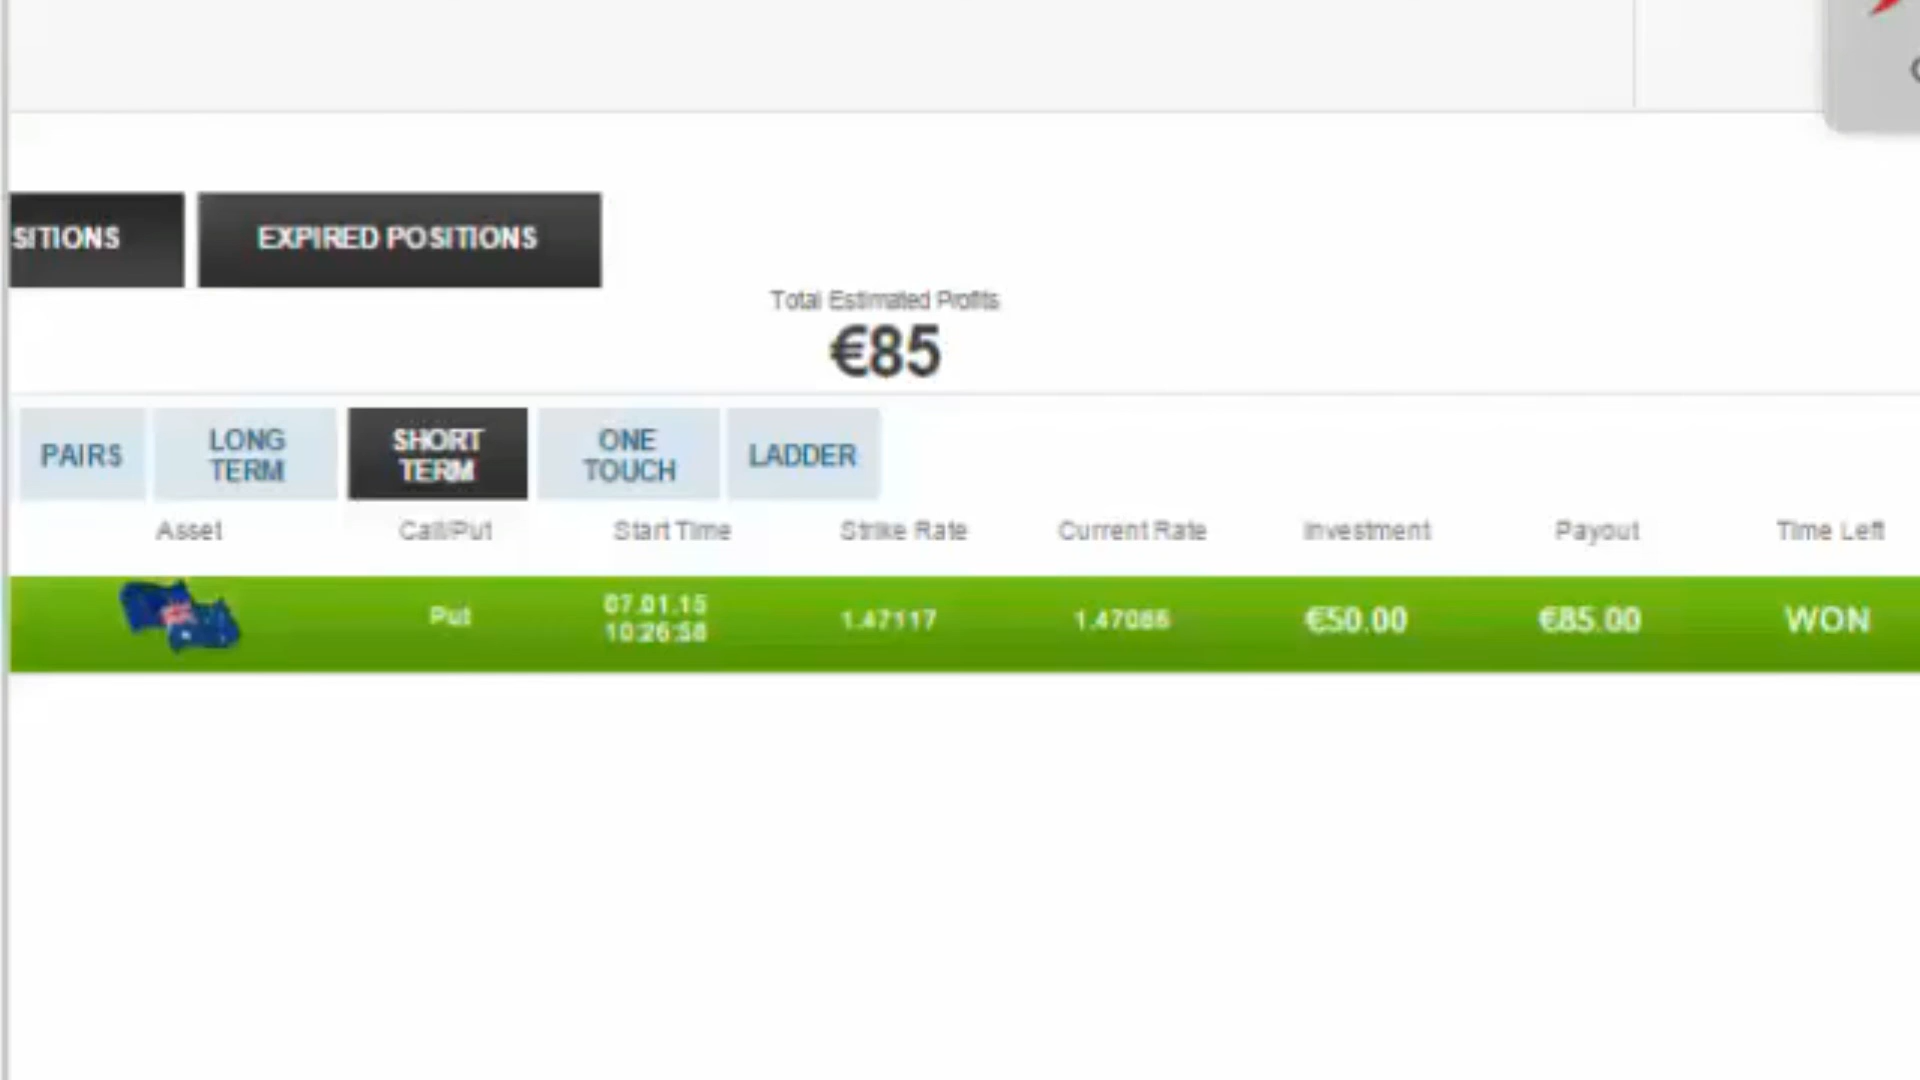 SITIONS
EXPIRED POSITIONS
Total Estimated Profits
€85
PAIRS
LONG
TERM
SHORT
TERM
ONE
TOUCH
LADDER
Asset
Call/Put
Start Time
Strike Rate
Current Rate
Investment
Payout
Time Left
Put
07.01.15
10:26:58
1.47117
€50.00
€85.00
WON